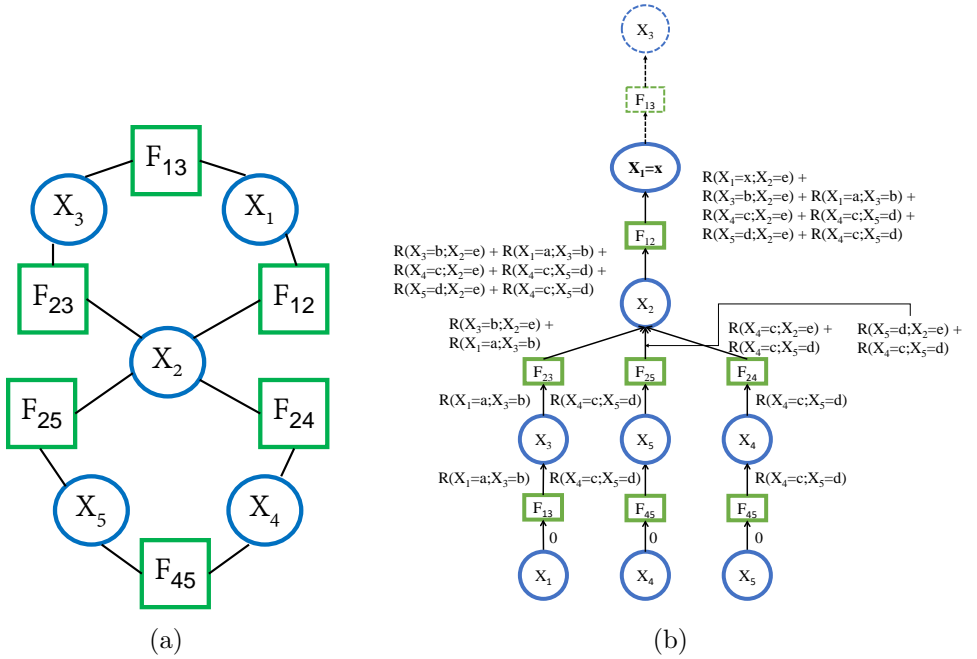 F13
X3
X1
F23
F12
X2
F25
F24
X5
X4
F45
(a)
X3
F13
X1=x
R(X1=x;X2=e) +
R(X3=b;X2=e) + R(X1=a;X3=b) +
R(X4=c;X2=e) + R(X4=c;X5=d) +
R(X5=d;X2=e) + R(X4=c;X5=d)
F12
R(X3=b;X2=e) + R(X1=a;X3=b) +
R(X4=c;X2=e) + R(X4=c;X5=d) +
R(X5=d;X2=e) + R(X4=c;X5=d)
X2
R(X3=b;X2=e) +
R(X1=a;X3=b)
R(X4=c;X2=e) +
R(X4=c;X5=d)
R(X5=d;X2=e) +
R(X4=c;X5=d)
F23
F25
F24
R(X1=a;X3=b)
R(X4=c;X5=d)
R(X4=c;X5=d)
X3
X5
X4
R(X1=a;X3=b)
R(X4=c;X5=d)
R(X4=c;X5=d)
F13
F45
F45
0
0
0
X1
X4
X5
(b)